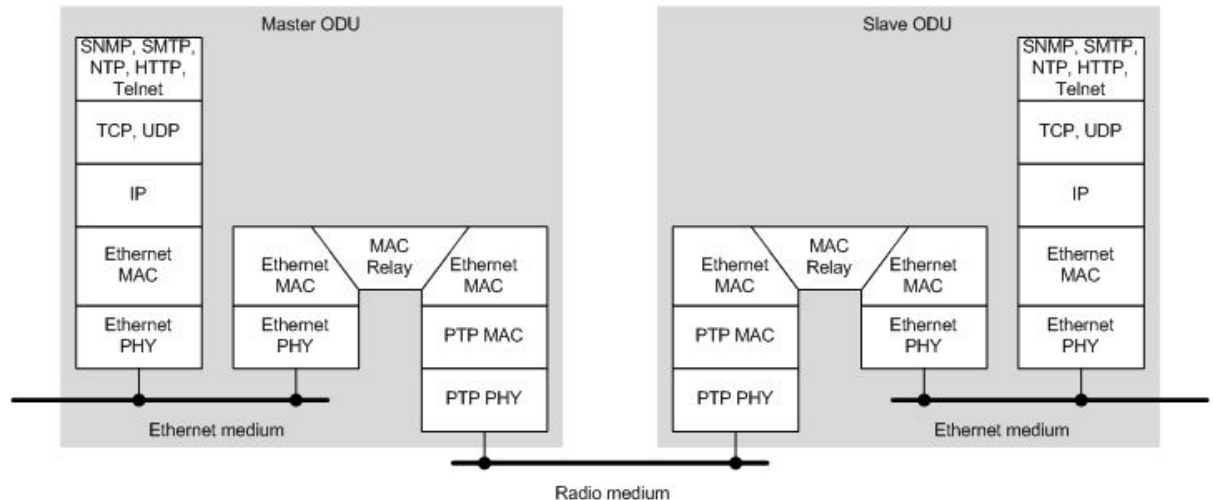 Master ODU
SNMP, SMTP,
NTP, HTTP,
Telnet
TCP, UDP
IP
Ethernet
MAC
Ethernet
PHY
Ethernet
MAC
Ethernet
PHY
MAC
Relay
Ethernet
MAC
PTP MAC
PTP PHY
Ethernet medium
Slave ODU
Ethernet
MAC
PTP MAC
PTP PHY
MAC
Relay
Ethernet
MAC
Ethernet
PHY
SNMP, SMTP,
NTP, HTTP,
Telnet
TCP, UDP
IP
Ethernet
MAC
Ethernet
PHY
Ethernet medium
Radio medium